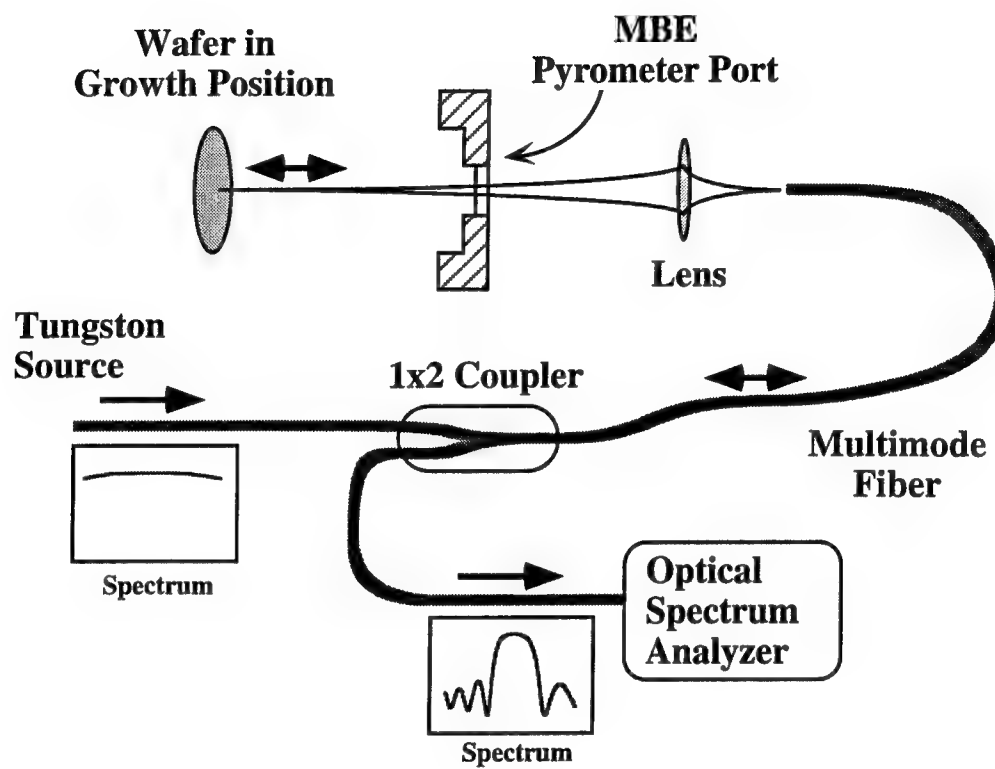 Wafer in
Growth Position
MBE
Pyrometer Port
Lens
Tungston
Source
1x2 Coupler
Multimode
Fiber
Spectrum
Optical
Spectrum
Analyzer
Spectrum